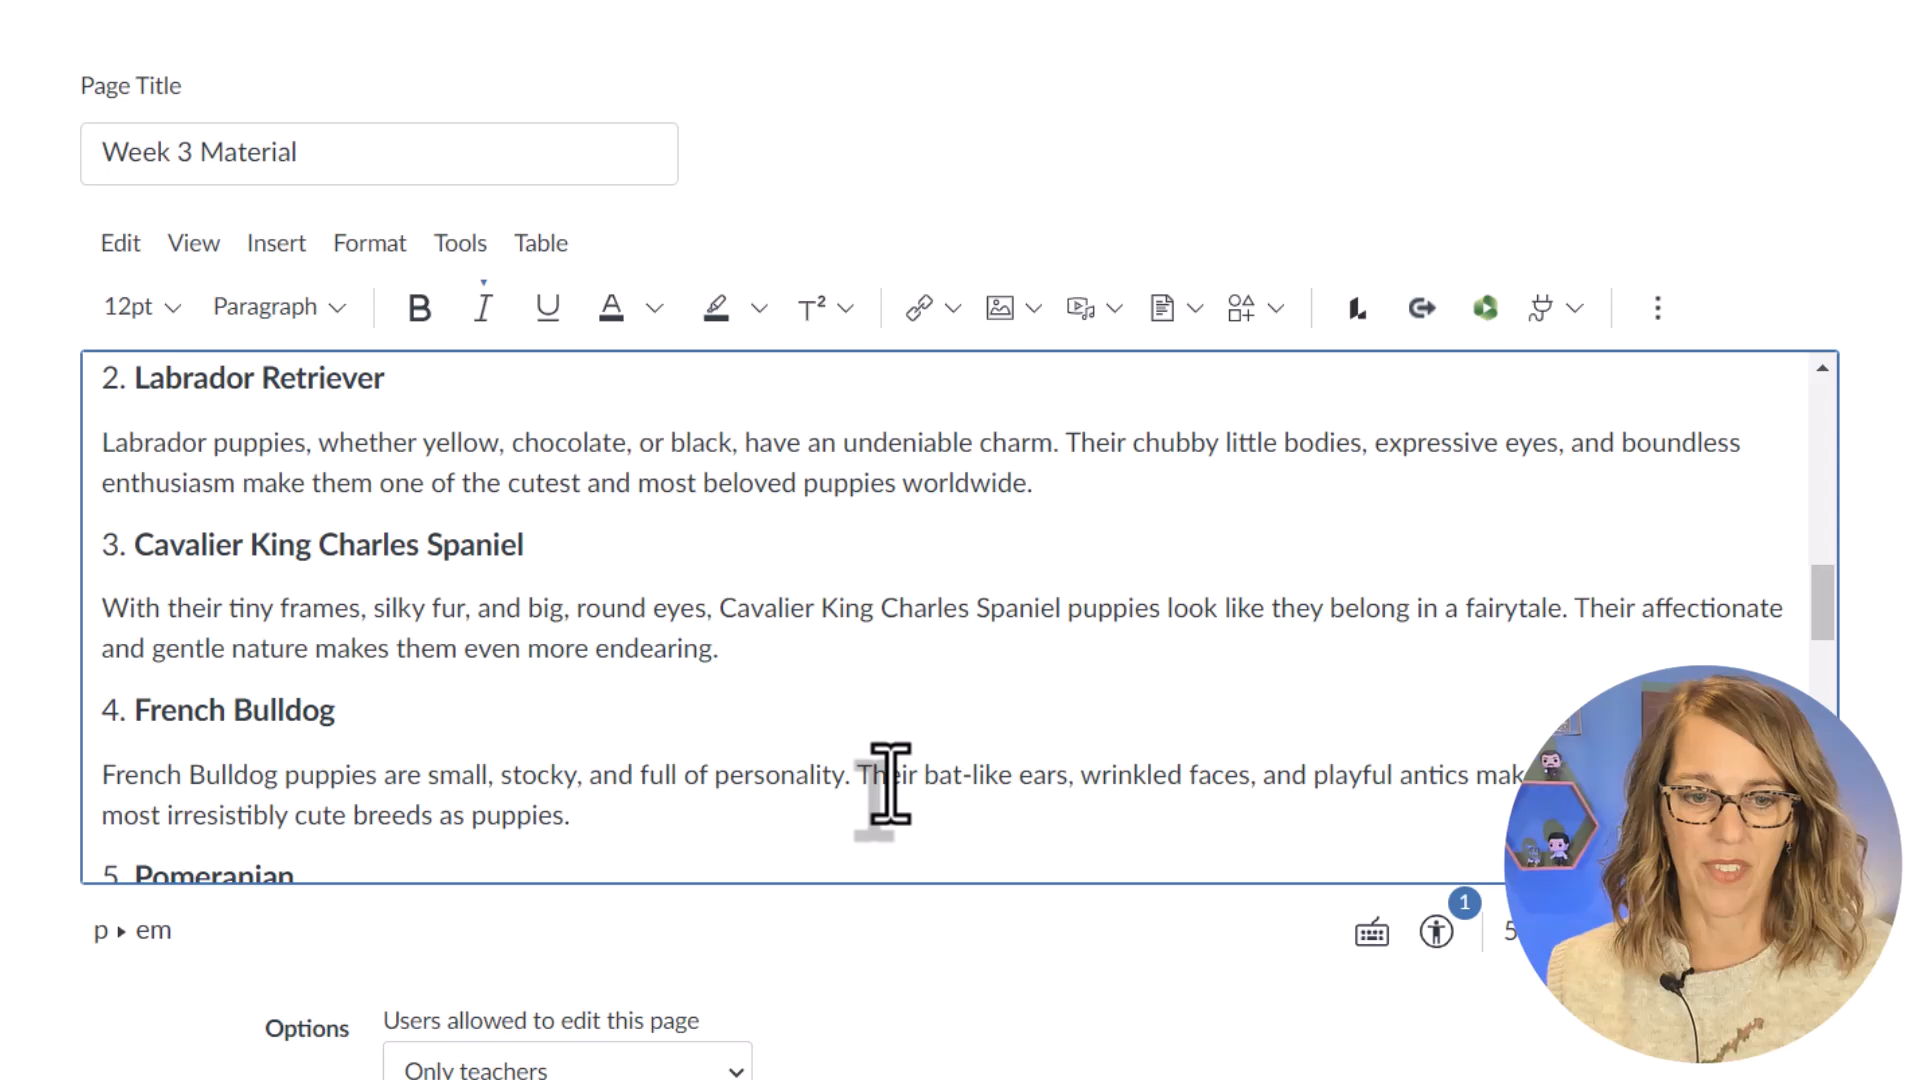 Page Title
Week 3 Material
Edit View Insert Format Tools Table
12pt Paragraph B I U A T²
2. Labrador Retriever
Labrador puppies, whether yellow, chocolate, or black, have an undeniable charm. Their chubby little bodies, expressive eyes, and boundless
enthusiasm make them one of the cutest and most beloved puppies worldwide.
3. Cavalier King Charles Spaniel
With their tiny frames, silky fur, and big, round eyes, Cavalier King Charles Spaniel puppies look like they belong in a fairytale. Their affectionate
and gentle nature makes them even more endearing.
4. French Bulldog
French Bulldog puppies are small, stocky, and full of personality. Their bat-like ears, wrinkled faces, and playful antics mak
most irresistibly cute breeds as puppies.
5. Pomeranian
1
p ▸ em 5
Options Users allowed to edit this page
Only teachers